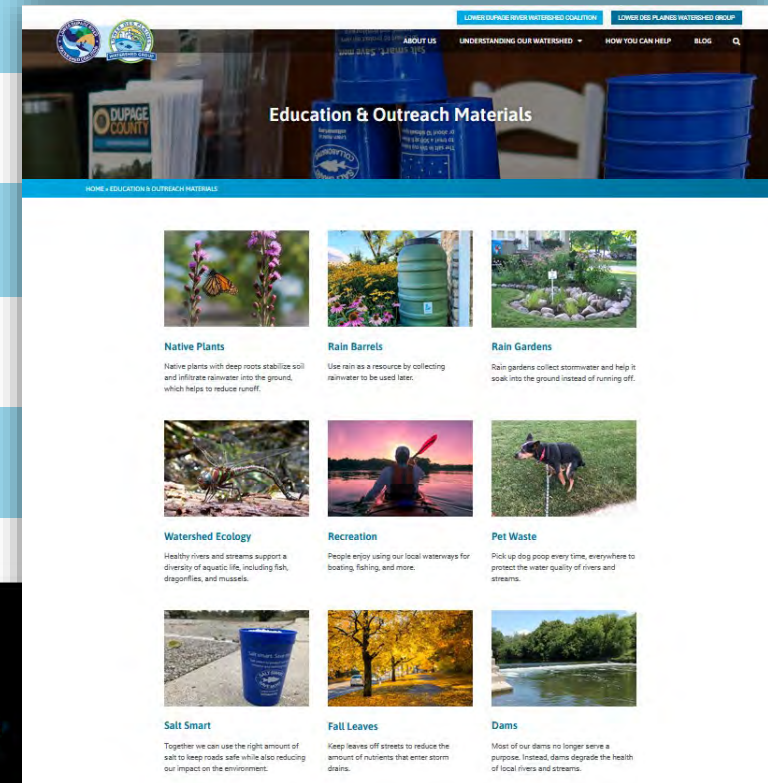 LOWER DUPAGE RIVER WATERSHED COALITION
LOWER DES PLAINES WATERSHED GROUP
ABOUT US
UNDERSTANDING OUR WATERSHED
HOW YOU CAN HELP
BLOG
WATERSHED GROUP
Salt smart. Save more
DUPAGE
COUNTY
Education & Outreach Materials
COLLABORATIVE
SALT SMART
HOME » EDUCATION & OUTREACH MATERIALS
Native Plants
Native plants with deep roots stabilize soil
and infiltrate rainwater into the ground,
which helps to reduce runoff.
Rain Barrels
Use rain as a resource by collecting
rainwater to be used later.
Rain Gardens
Rain gardens collect stormwater and help it
soak into the ground instead of running off.
Watershed Ecology
Healthy rivers and streams support a
diversity of aquatic life, including fish,
dragonflies, and mussels.
Recreation
People enjoy using our local waterways for
boating, fishing, and more.
Pet Waste
Pick up dog poop every time, everywhere to
protect the water quality of rivers and
streams.
Salt Smart
Together we can use the right amount of
salt to keep roads safe while also reducing
our impact on the environment.
Fall Leaves
Keep leaves off streets to reduce the
amount of nutrients that enter storm
drains.
Dams
Most of our dams no longer serve a
purpose. Instead, dams degrade the health
of local rivers and streams.